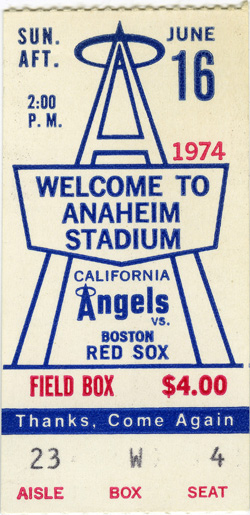 SUN. JUNE
AFT. 16
2:00
P. M.
1974
WELCOME TO
ANAHEIM
STADIUM
CALIFORNIA
Angels
VS.
BOSTON
RED SOX
FIELD BOX $4.00
Thanks, Come Again
23 W 4
AISLE BOX SEAT